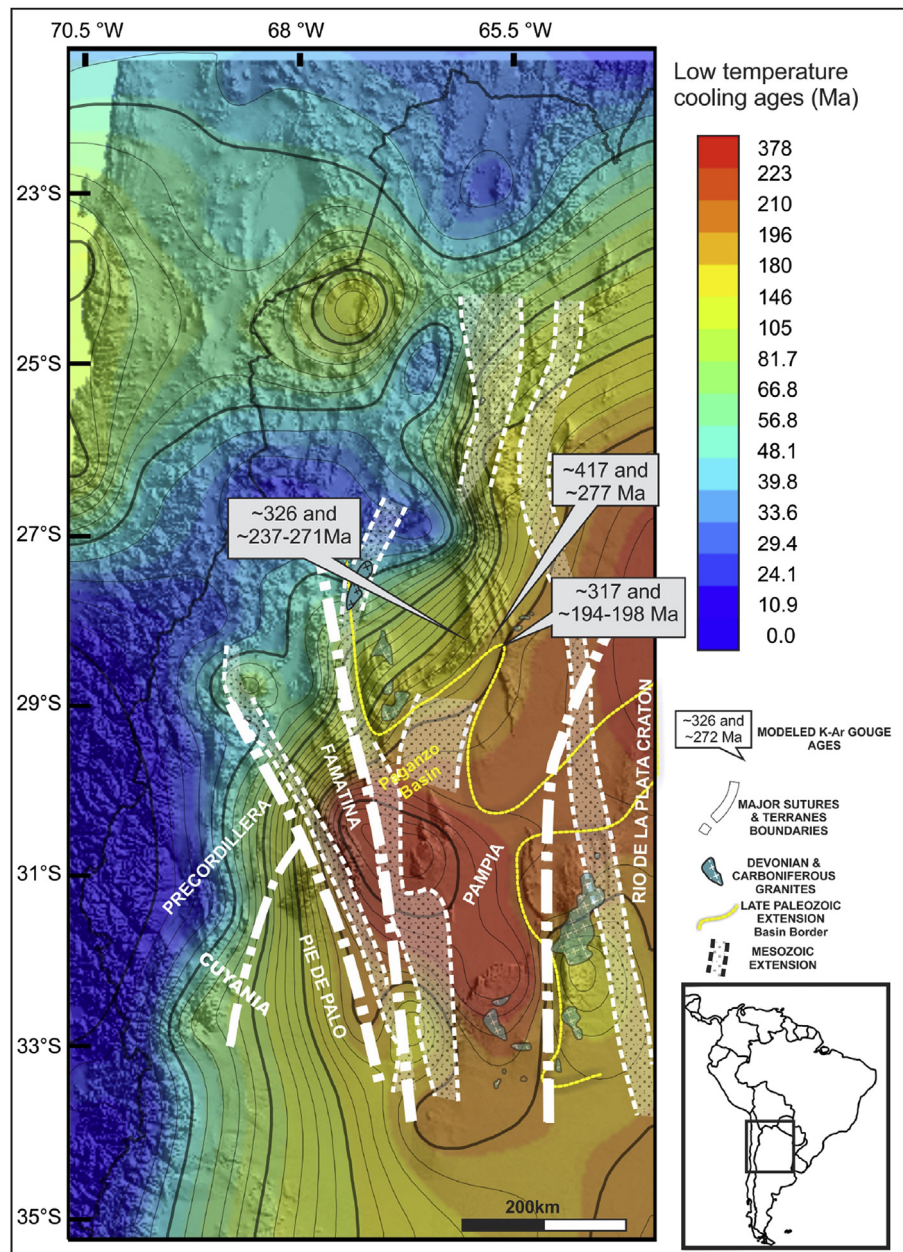 70.5 °W
68 °W
65.5 °W
23°S
25°S
27°S
29°S
31°S
33°S
35°S
~326 and
~237-271Ma
~417 and
~277 Ma
~317 and
~194-198 Ma
PRECORDILLERA
CUYANIA
PIE DE PALO
FAMATINA
Paganzo
Basin
PAMPIA
RIO DE LA PLATA CRATON
200km
Low temperature
cooling ages (Ma)
378
223
210
196
180
146
105
81.7
66.8
56.8
48.1
39.8
33.6
29.4
24.1
10.9
0.0
~326 and
~272 Ma
MODELED K-Ar GOUGE
AGES
MAJOR SUTURES
& TERRANES
BOUNDARIES
DEVONIAN &
CARBONIFEROUS
GRANITES
LATE PALEOZOIC
EXTENSION
Basin Border
MESOZOIC
EXTENSION